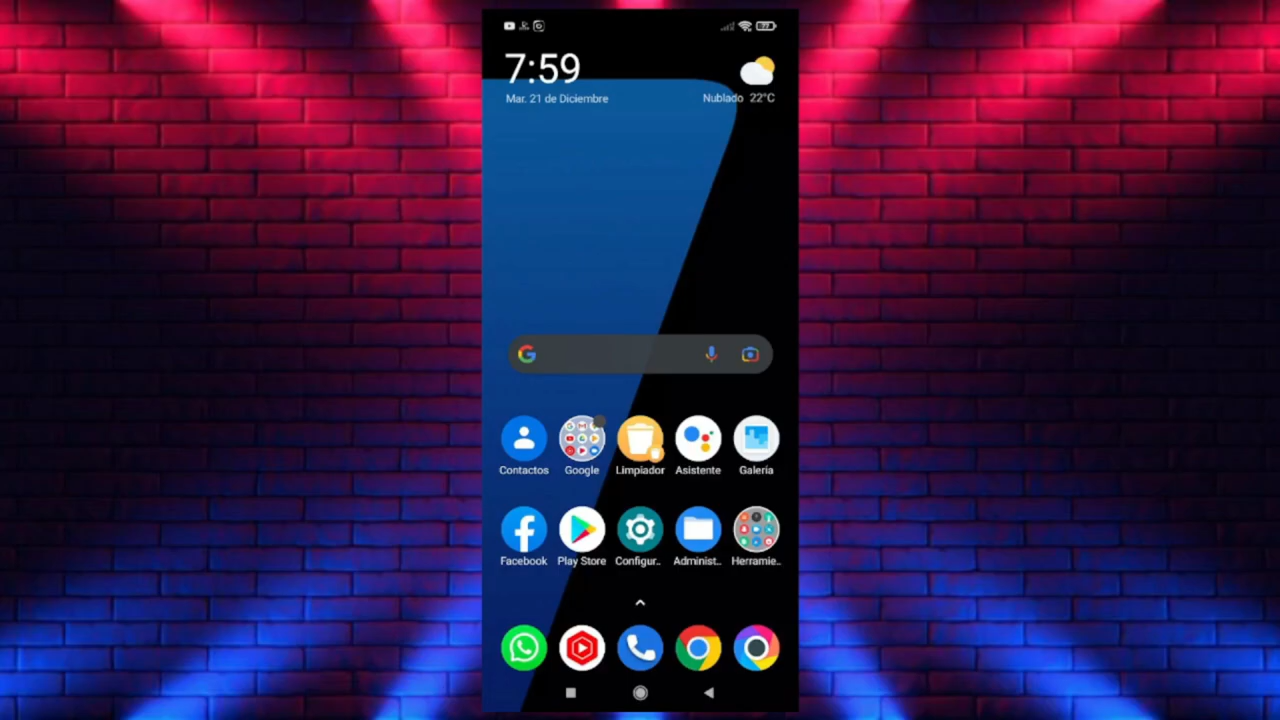 77
7:59
Mar. 21 de Diciembre
Nublado 22°C
Contactos
Google
Limpiador
Asistente
Galería
Facebook
Play Store
Configur..
Administ..
Herramie..